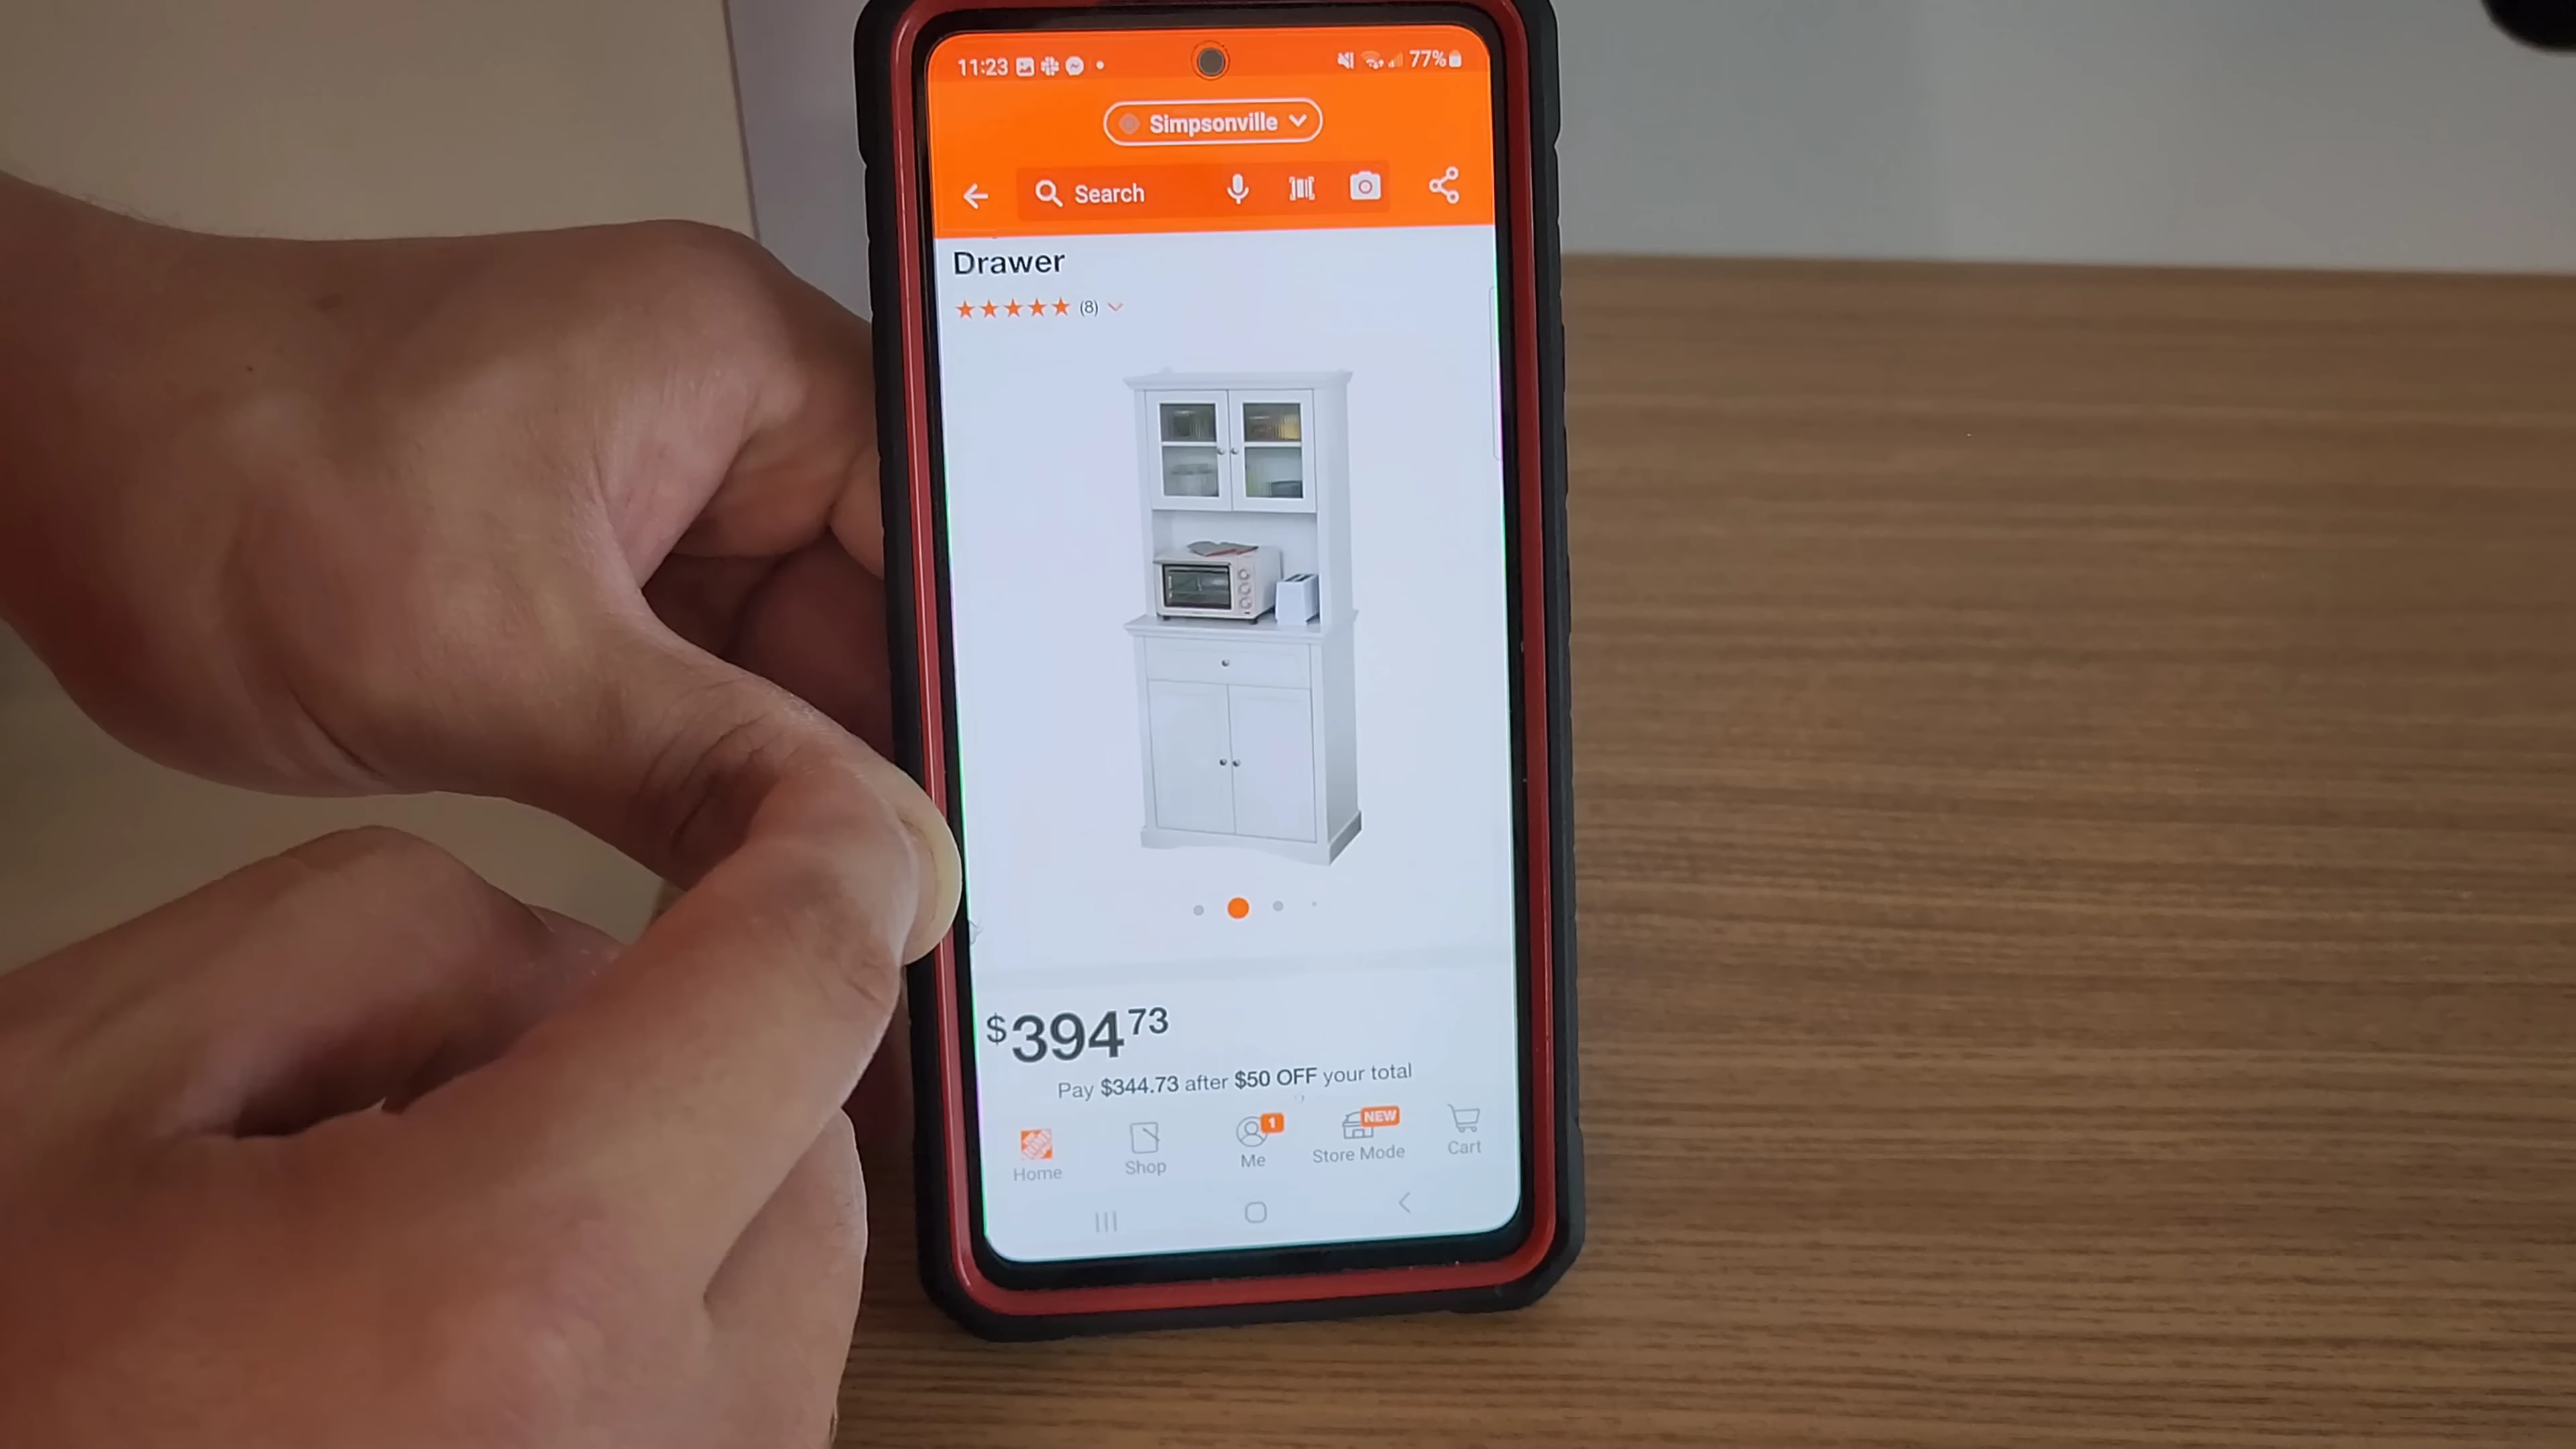 11:23
77%
Simpsonville
Search
Drawer
(8)
$394 73
Pay $344.73 after $50 OFF your total
1
NEW
Home
Shop
Me
Store Mode
Cart